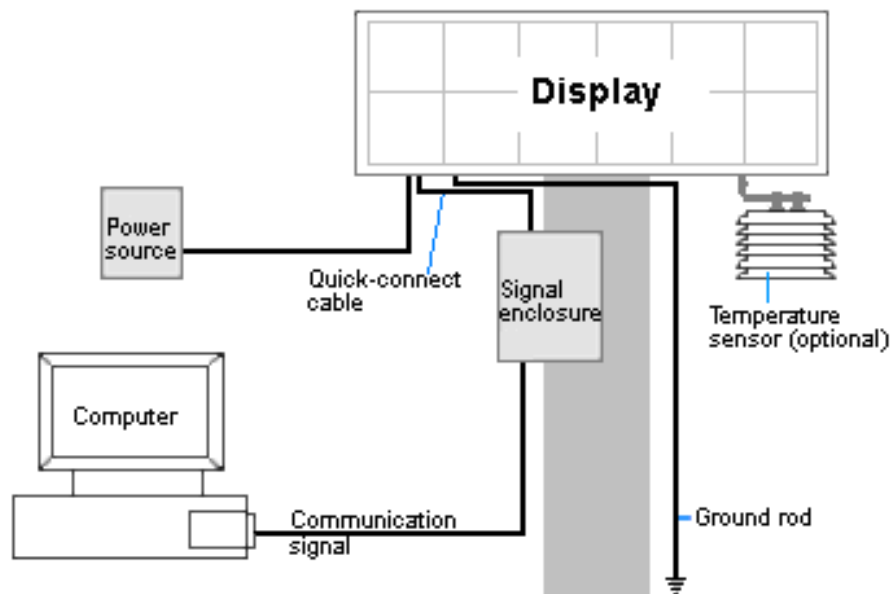 Display
Power
source
Quick-connect
cable
Signal
enclosure
Temperature
sensor (optional)
Computer
Communication
signal
Ground rod